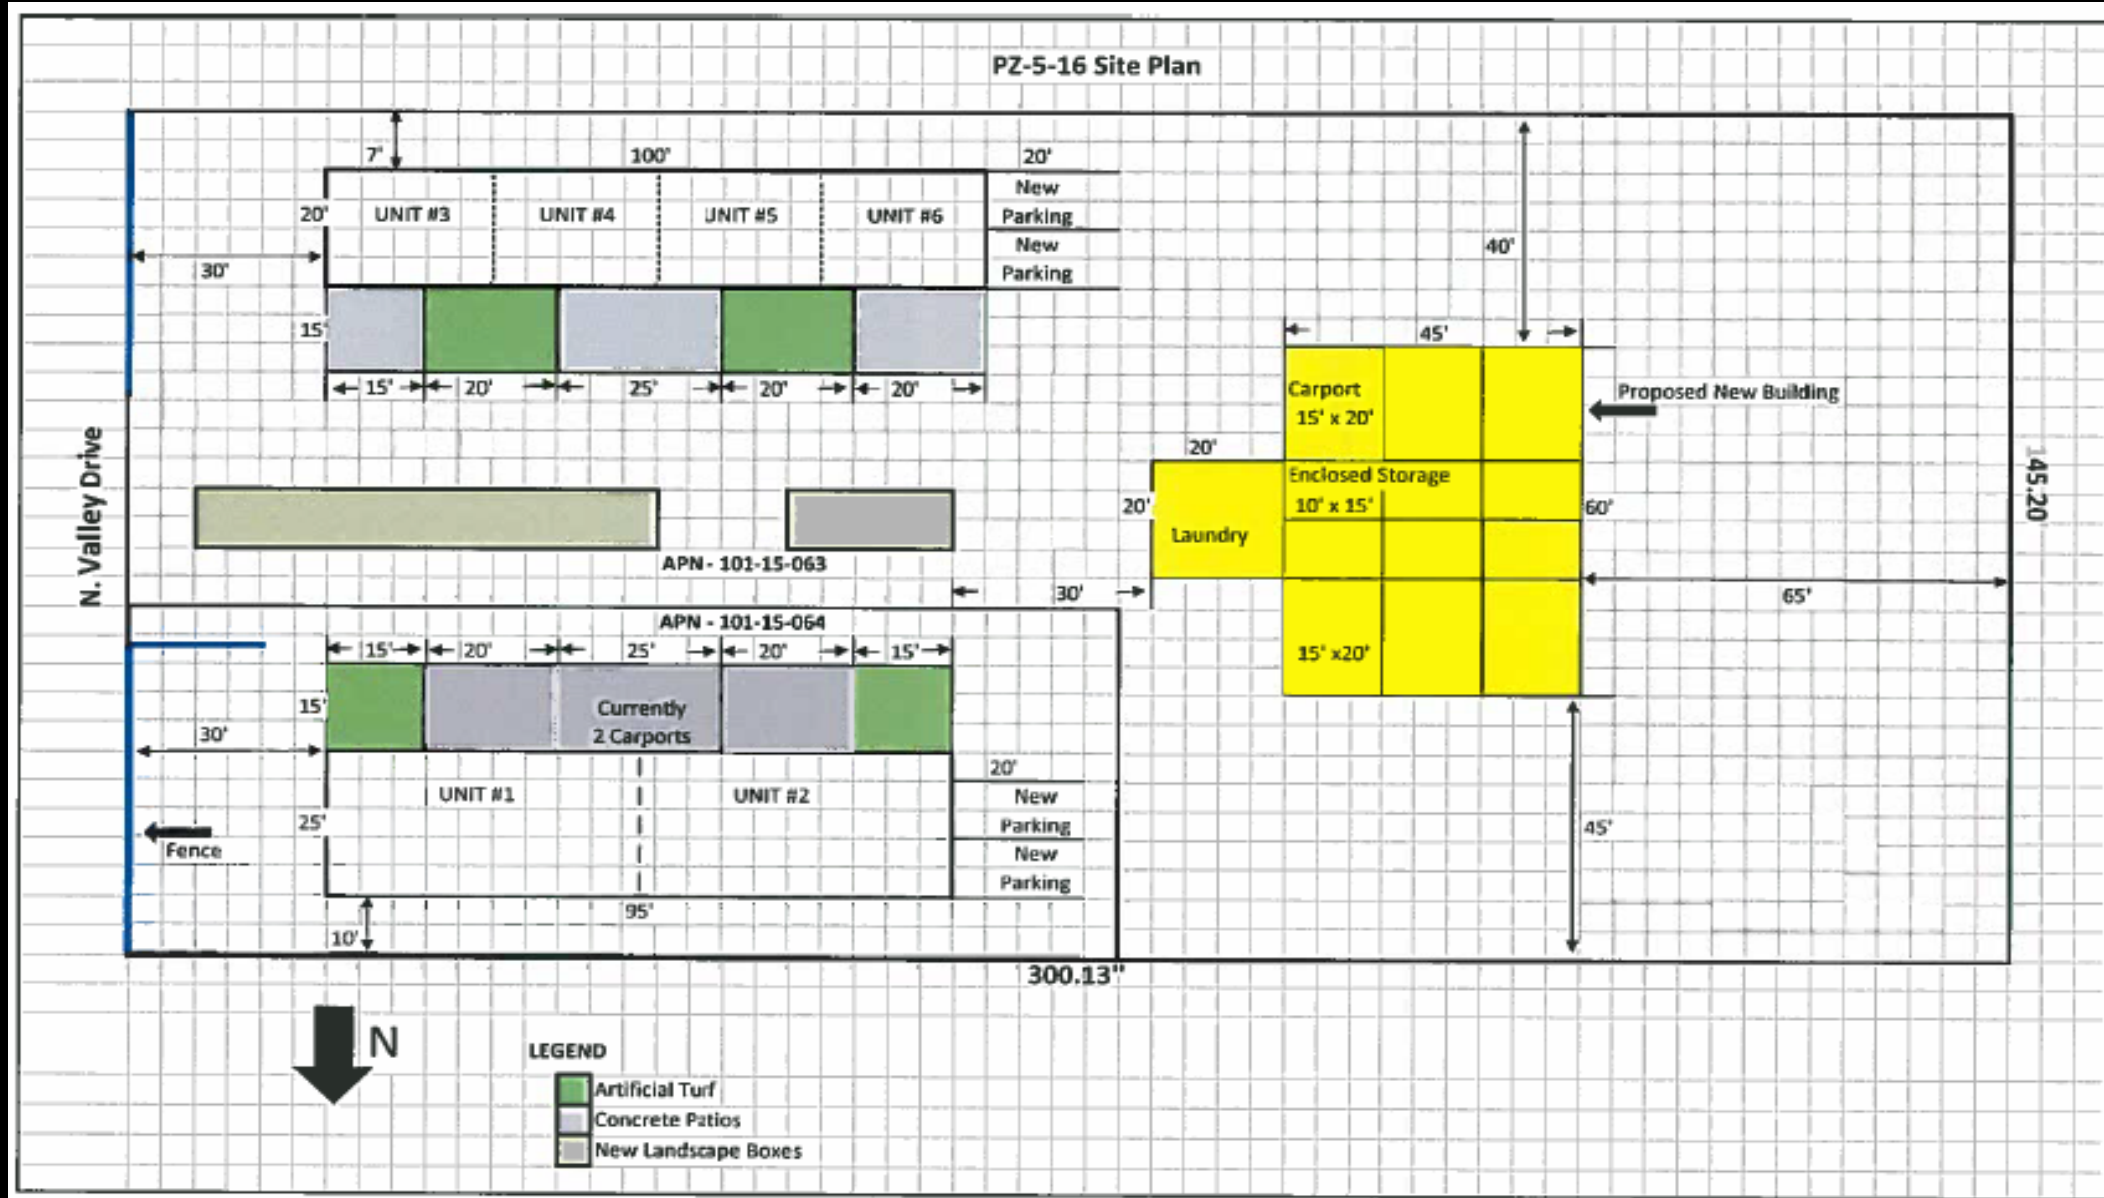 PZ-5-16 Site Plan
7'
100'
20'
New
Parking
New
Parking
20'
UNIT #3
UNIT #4
UNIT #5
UNIT #6
30'
40'
15'
15'
20'
25'
20'
20'
45'
Carport
15' x 20'
Proposed New Building
N. Valley Drive
20'
Enclosed Storage
10' x 15'
20'
60'
145.20'
Laundry
APN - 101-15-063
30'
65'
APN - 101-15-064
15'
20'
25'
20'
15'
15' x20'
15'
Currently
2 Carports
30'
20'
UNIT #1
UNIT #2
New
Parking
New
Parking
25'
45'
Fence
95'
10'
300.13"
N
LEGEND
Artificial Turf
Concrete Patios
New Landscape Boxes